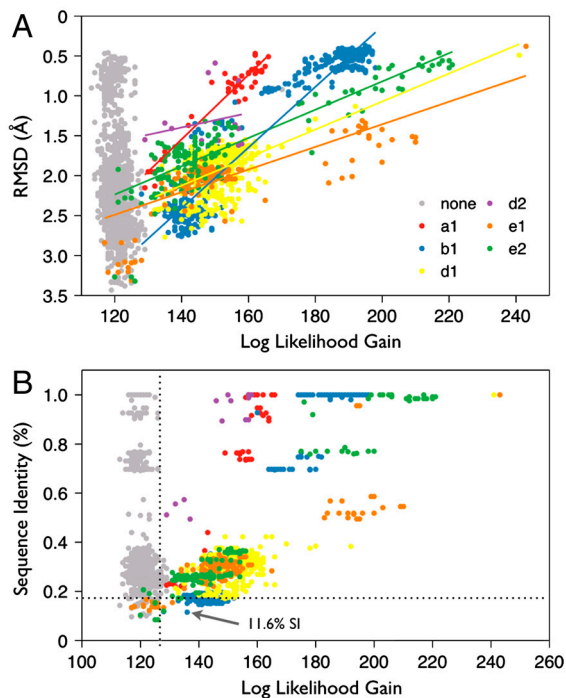 A
RMSD (Å)
0
0.5
1.0
1.5
2.0
2.5
3.0
3.5
none
a1
b1
d1
d2
e1
e2
120 140 160 180 200 220 240
Log Likelihood Gain
B
Sequence Identity (%)
1.0
0.8
0.6
0.4
0.2
0
11.6% SI
100 120 140 160 180 200 220 240 260
Log Likelihood Gain